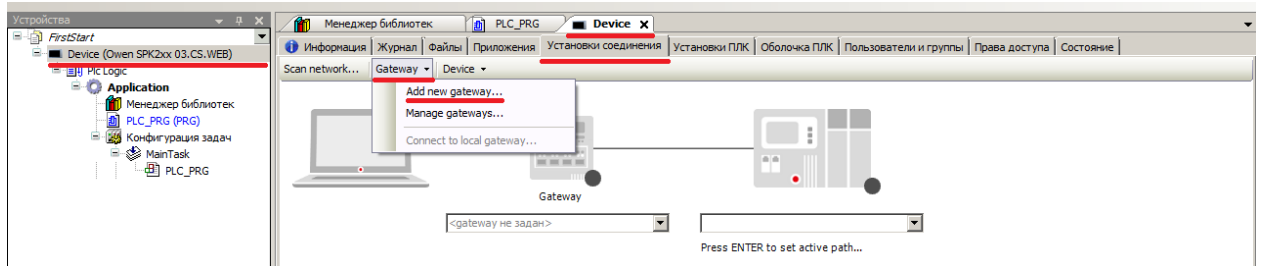 Устройства
FirstStart
Device (Owen SPK2xx 03.CS.WEB)
Plc Logic
Application
Менеджер библиотек
PLC_PRG (PRG)
Конфигурация задач
MainTask
PLC_PRG
Менеджер библиотек PLC_PRG Device
Информация Журнал Файлы Приложения Установки соединения Установки ПЛК Оболочка ПЛК Пользователи и группы Права доступа Состояние
Scan network... Gateway Device
Add new gateway...
Manage gateways...
Connect to local gateway...
Gateway
<gateway не задан>
Press ENTER to set active path...